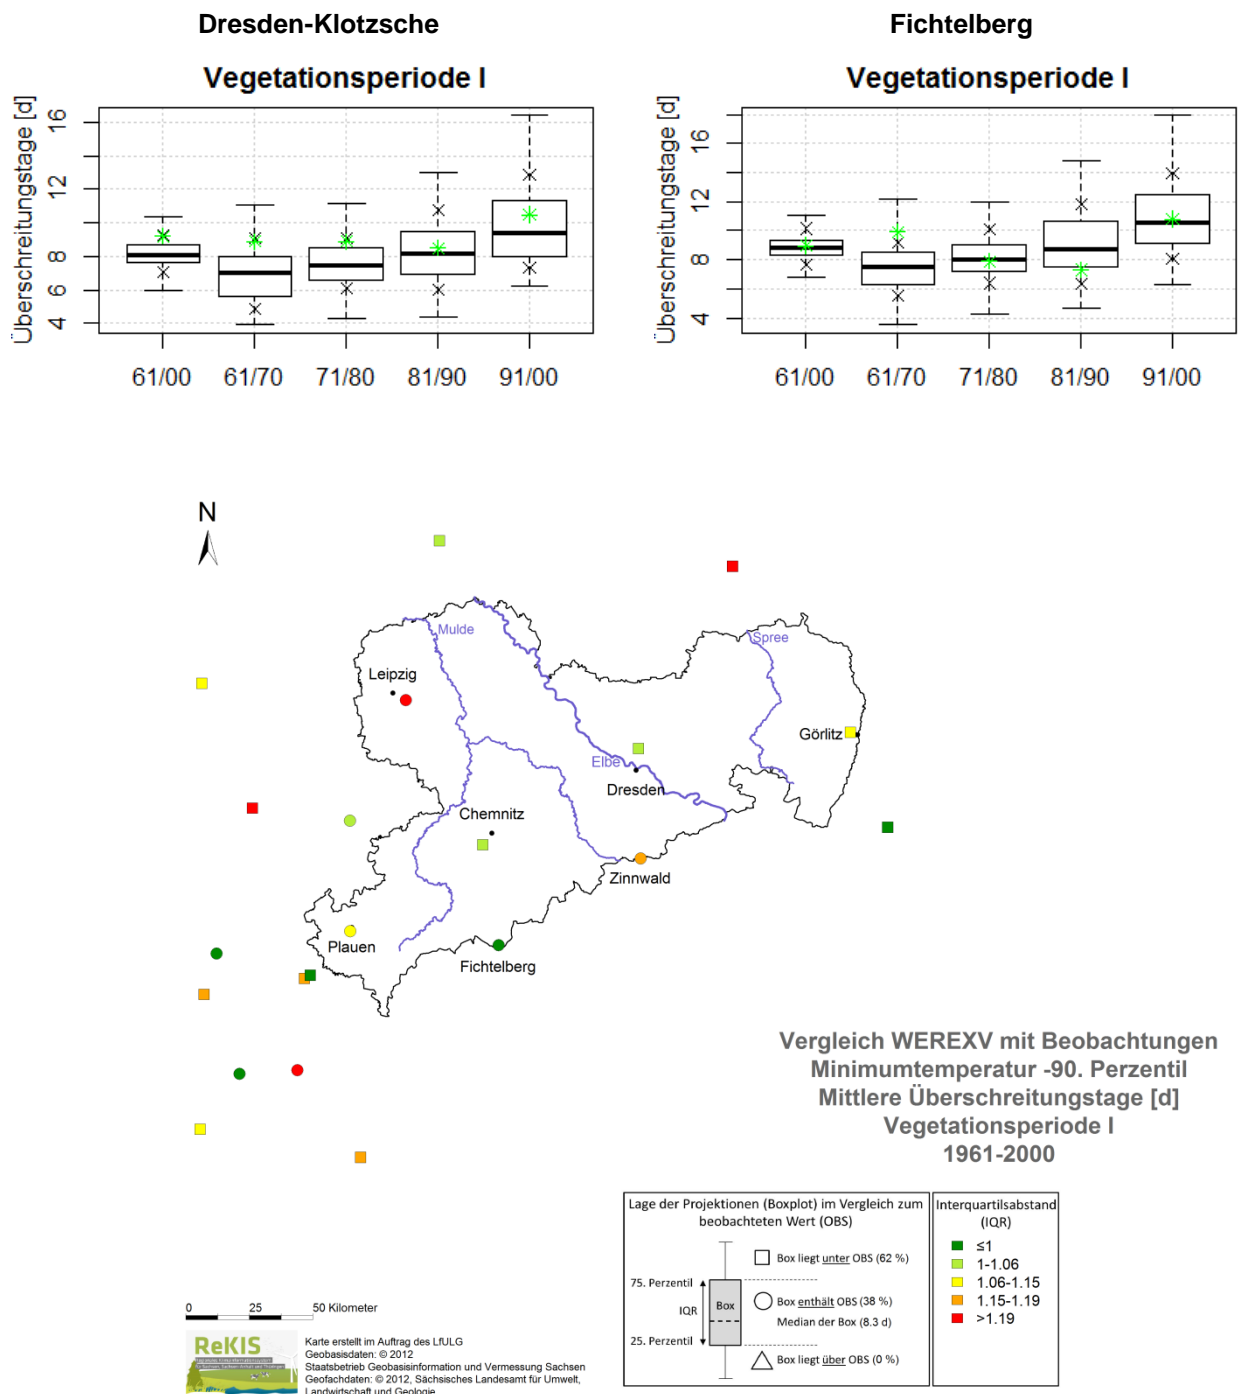 Dresden-Klotzsche
Fichtelberg
Vegetationsperiode I
Überschreitungstage [d]
16
12
8
6
4
61/00 61/70 71/80 81/90 91/00
Vegetationsperiode I
Überschreitungstage [d]
16
12
8
4
61/00 61/70 71/80 81/90 91/00
N
Mulde
Spree
Leipzig
Görlitz
Elbe
Dresden
Chemnitz
Zinnwald
Plauen
Fichtelberg
Vergleich WEREXV mit Beobachtungen
Minimumtemperatur -90. Perzentil
Mittlere Überschreitungstage [d]
Vegetationsperiode I
1961-2000
Lage der Projektionen (Boxplot) im Vergleich zum
beobachteten Wert (OBS)
Box liegt unter OBS (62 %)
75. Perzentil
IQR
Box
Box enthält OBS (38 %)
Median der Box (8.3 d)
25. Perzentil
Box liegt über OBS (0 %)
Interquartilsabstand
(IQR)
≤1
1-1.06
1.06-1.15
1.15-1.19
>1.19
0 25 50 Kilometer
ReKIS
Karte erstellt im Auftrag des LfULG
Geobasisdaten: © 2012
Staatsbetrieb Geobasisinformation und Vermessung Sachsen
Geofachdaten: © 2012, Sächsisches Landesamt für Umwelt,
Landwirtschaft und Geologie